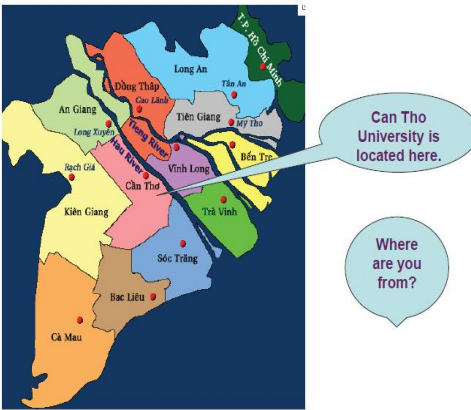 T.P. Hồ Chí Minh
Long An
Đồng Tháp
Tân An
Cao Lãnh
An Giang
Tiền Giang
Mỹ Tho
Long Xuyên
Tieng River
Hau River
Bến Tre
Vĩnh Long
Rạch Giá
Cần Thơ
Kiên Giang
Trà Vinh
Sóc Trăng
Bạc Liêu
Cà Mau
Can Tho
University is
located here.
Where
are you
from?